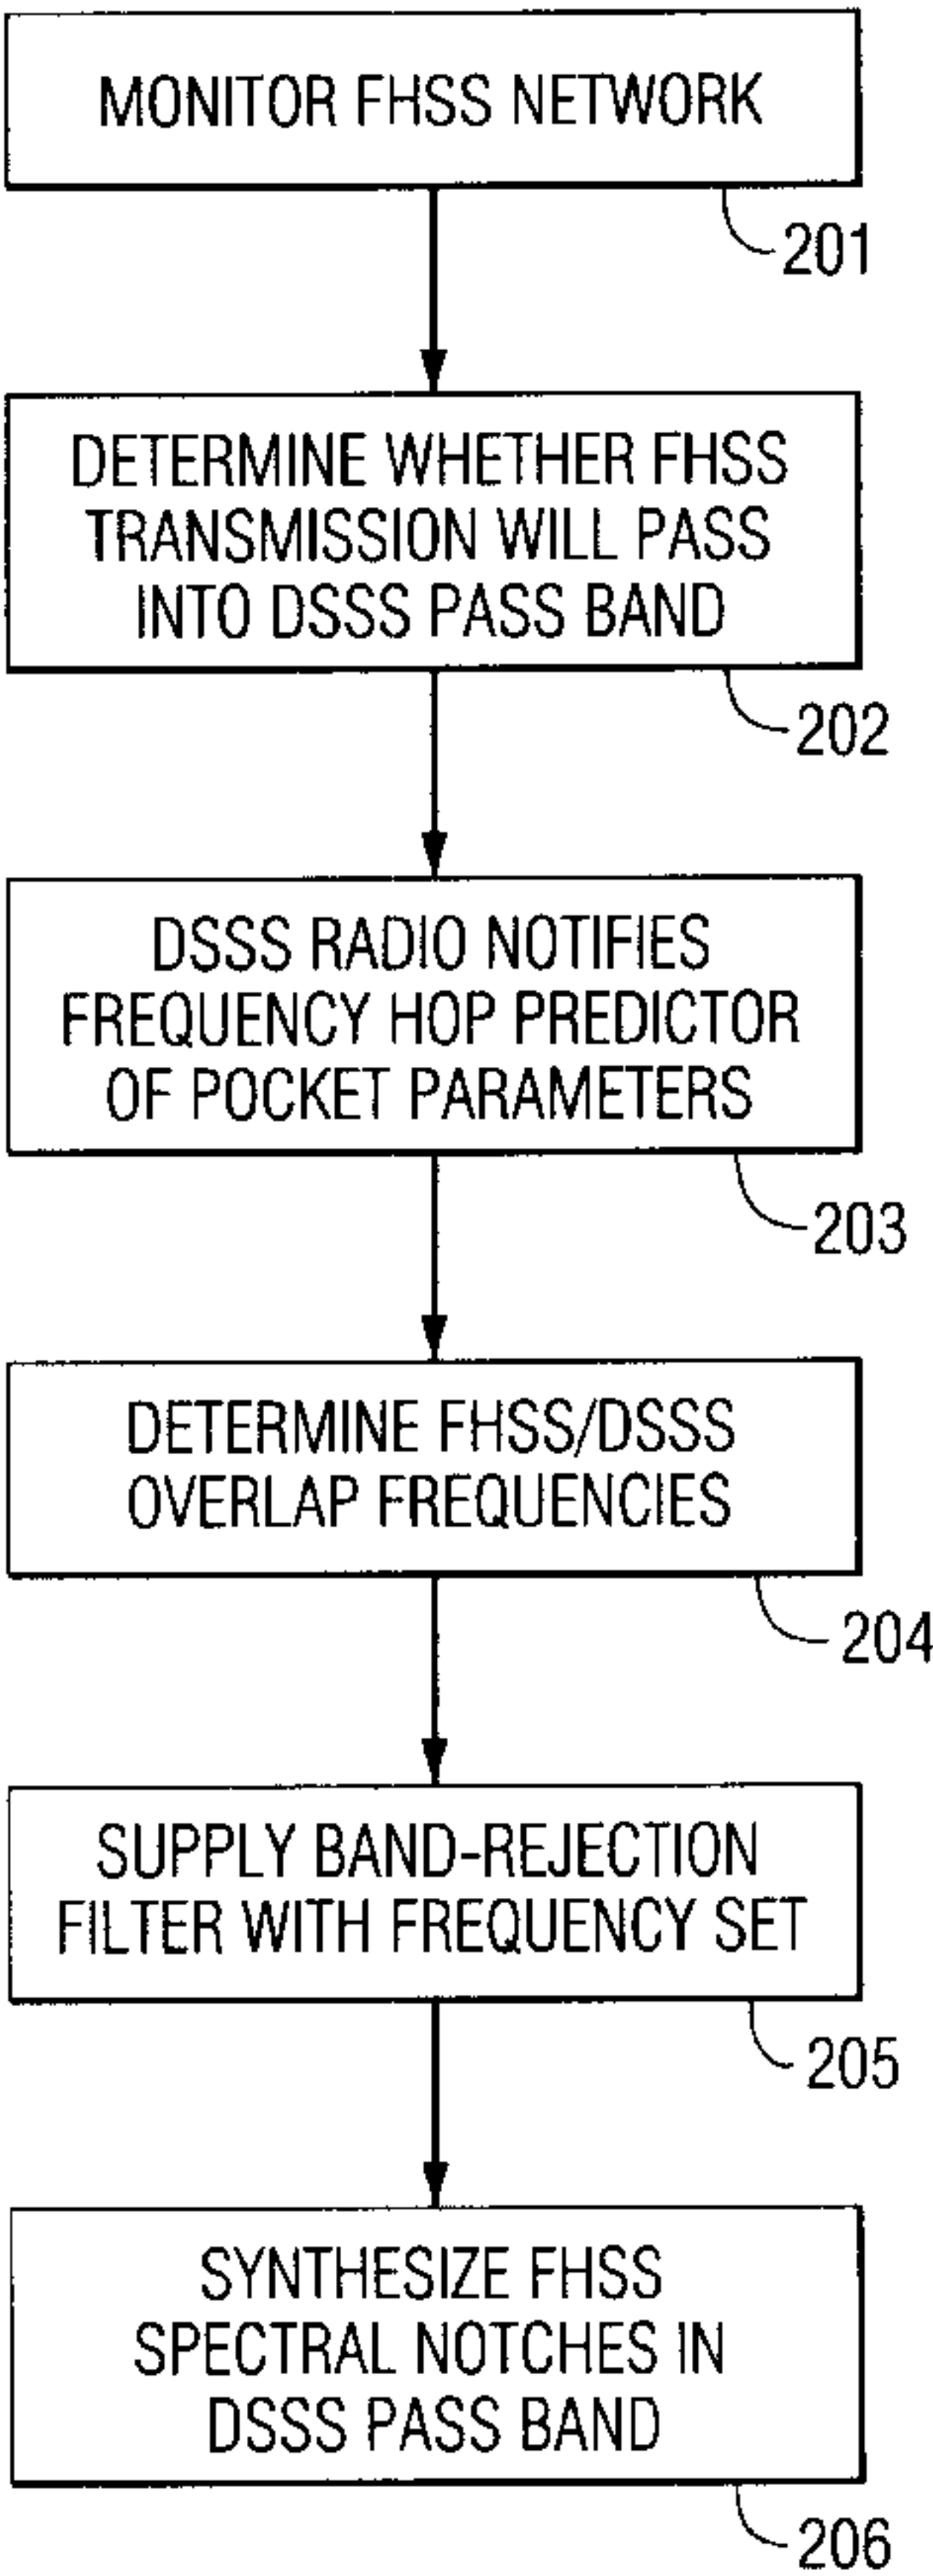 MONITOR FHSS NETWORK
201
DETERMINE WHETHER FHSS
TRANSMISSION WILL PASS
INTO DSSS PASS BAND
202
DSSS RADIO NOTIFIES
FREQUENCY HOP PREDICTOR
OF POCKET PARAMETERS
203
DETERMINE FHSS/DSSS
OVERLAP FREQUENCIES
204
SUPPLY BAND-REJECTION
FILTER WITH FREQUENCY SET
205
SYNTHESIZE FHSS
SPECTRAL NOTCHES IN
DSSS PASS BAND
206